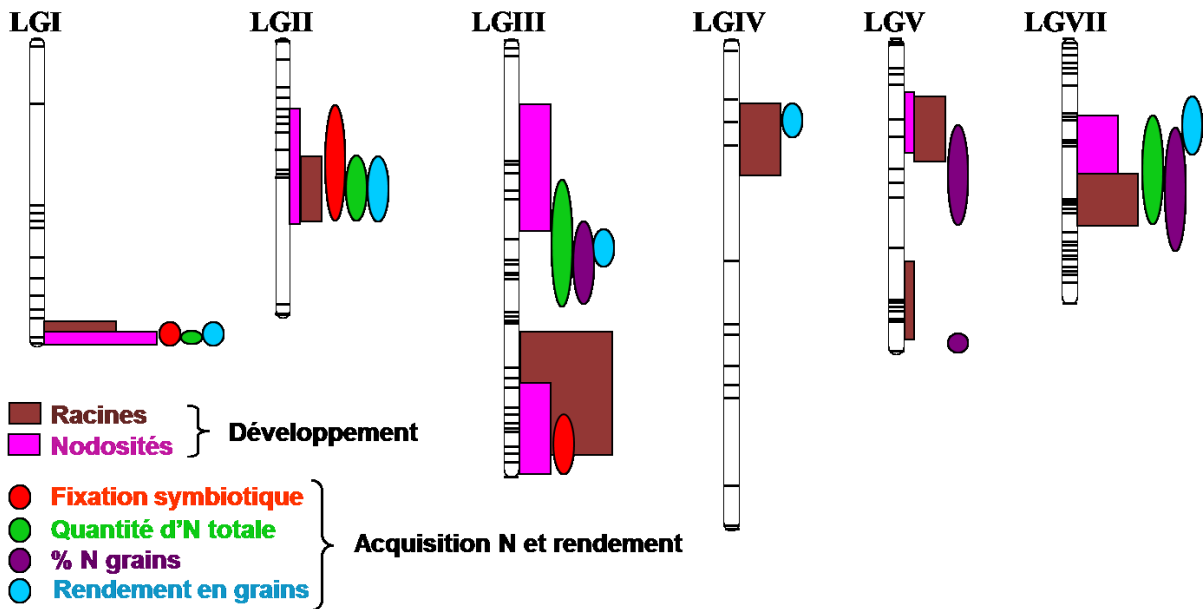 LGI LGII LGIII LGIV LGV LGVII
Racines
Nodosités
Développement
Fixation symbiotique
Quantité d'N totale
% N grains
Rendement en grains
Acquisition N et rendement